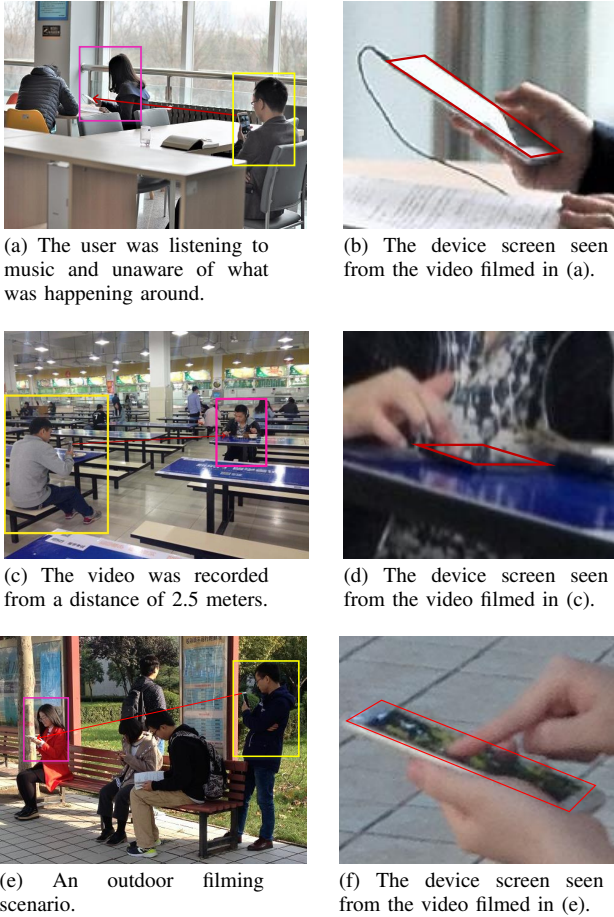 (a) The user was listening to
music and unaware of what
was happening around.
(b) The device screen seen
from the video filmed in (a).
(c) The video was recorded
from a distance of 2.5 meters.
(d) The device screen seen
from the video filmed in (c).
(e) An outdoor filming
scenario.
(f) The device screen seen
from the video filmed in (e).